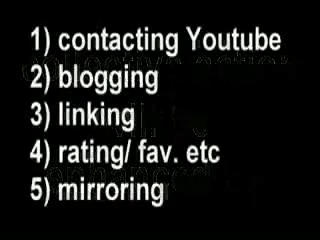 1) contacting Youtube
2) blogging
3) linking
4) rating/ fav. etc
5) mirroring